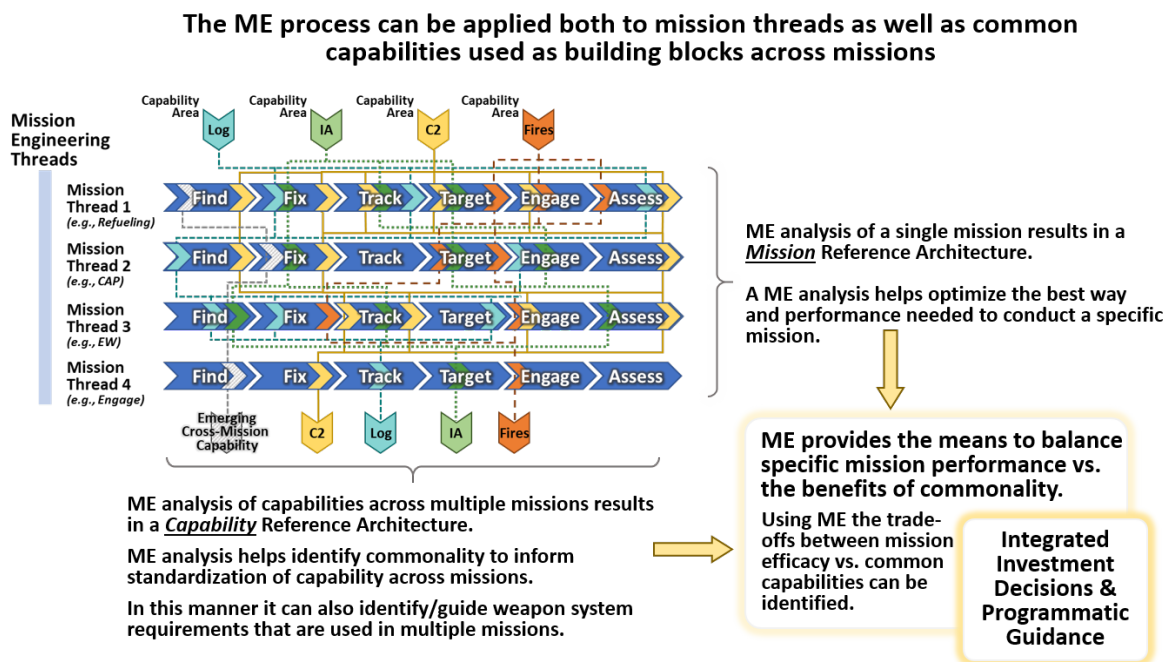 The ME process can be applied both to mission threads as well as common
capabilities used as building blocks across missions
Mission
Engineering
Threads
Capability
Area
Log
Capability
Area
IA
Capability
Area
C2
Capability
Area
Fires
Mission
Thread 1
(e.g., Refueling)
Find Fix Track Target Engage Assess
Mission
Thread 2
(e.g., CAP)
Find Fix Track Target Engage Assess
Mission
Thread 3
(e.g., EW)
Find Fix Track Target Engage Assess
Mission
Thread 4
(e.g., Engage)
Find Fix Track Target Engage Assess
Emerging
Cross-Mission
Capability
C2
Log
IA
Fires
ME analysis of a single mission results in a
Mission Reference Architecture.
A ME analysis helps optimize the best way
and performance needed to conduct a specific
mission.
ME analysis of capabilities across multiple missions results
in a Capability Reference Architecture.
ME analysis helps identify commonality to inform
standardization of capability across missions.
In this manner it can also identify/guide weapon system
requirements that are used in multiple missions.
ME provides the means to balance
specific mission performance vs.
the benefits of commonality.
Using ME the trade-
offs between mission
efficacy vs. common
capabilities can be
identified.
Integrated
Investment
Decisions &
Programmatic
Guidance